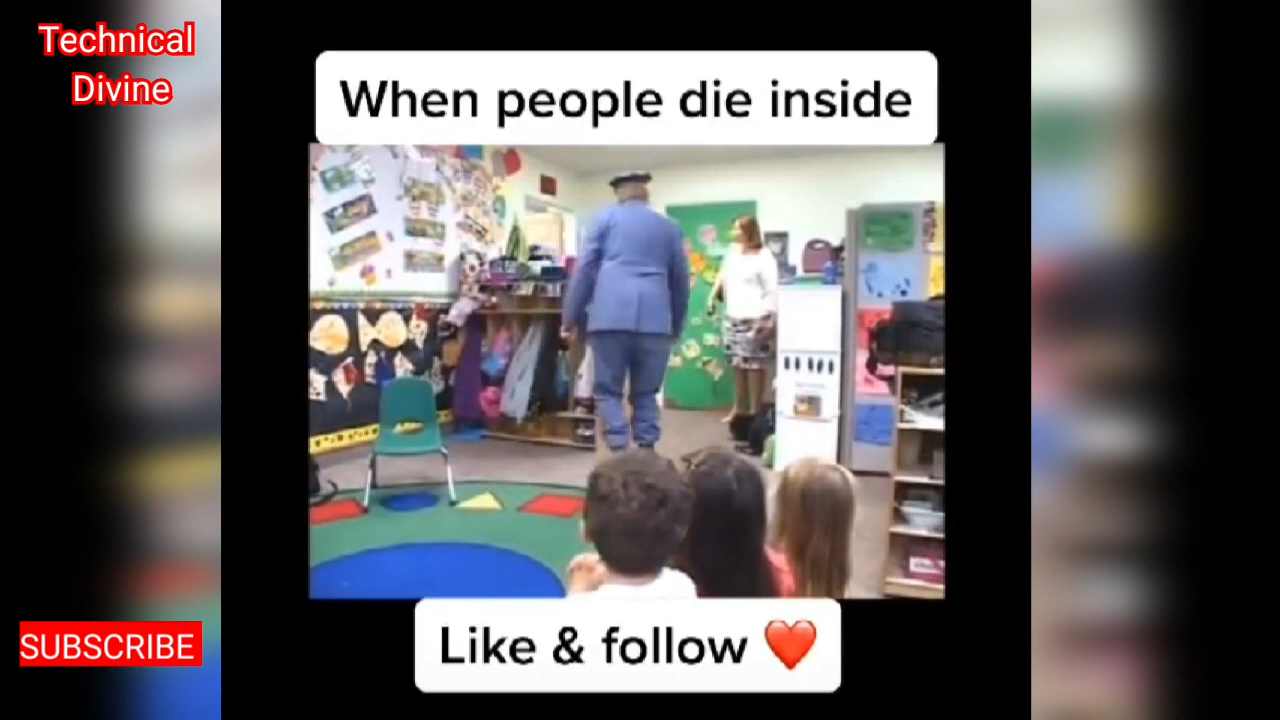 Technical
Divine
When people die inside
Like & follow ❤️
SUBSCRIBE